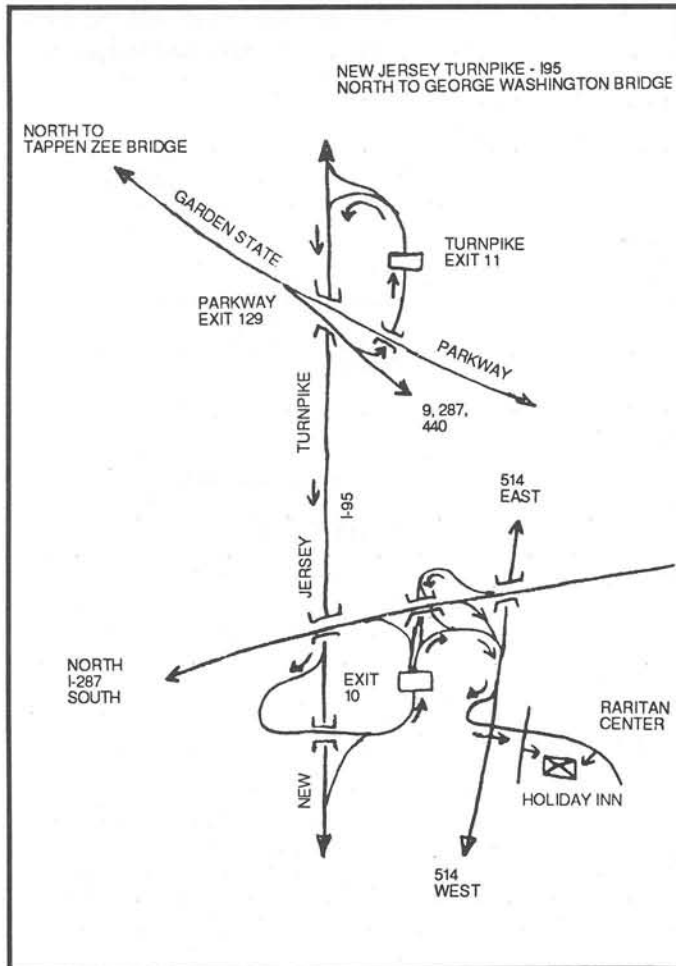 NEW JERSEY TURNPIKE - I95
NORTH TO GEORGE WASHINGTON BRIDGE
NORTH TO
TAPPEN ZEE BRIDGE
GARDEN STATE
TURNPIKE
EXIT 11
PARKWAY
EXIT 129
PARKWAY
9, 287,
440
TURNPIKE
514
EAST
I-95
JERSEY
NORTH
I-287
SOUTH
EXIT
10
RARITAN
CENTER
NEW
HOLIDAY INN
514
WEST